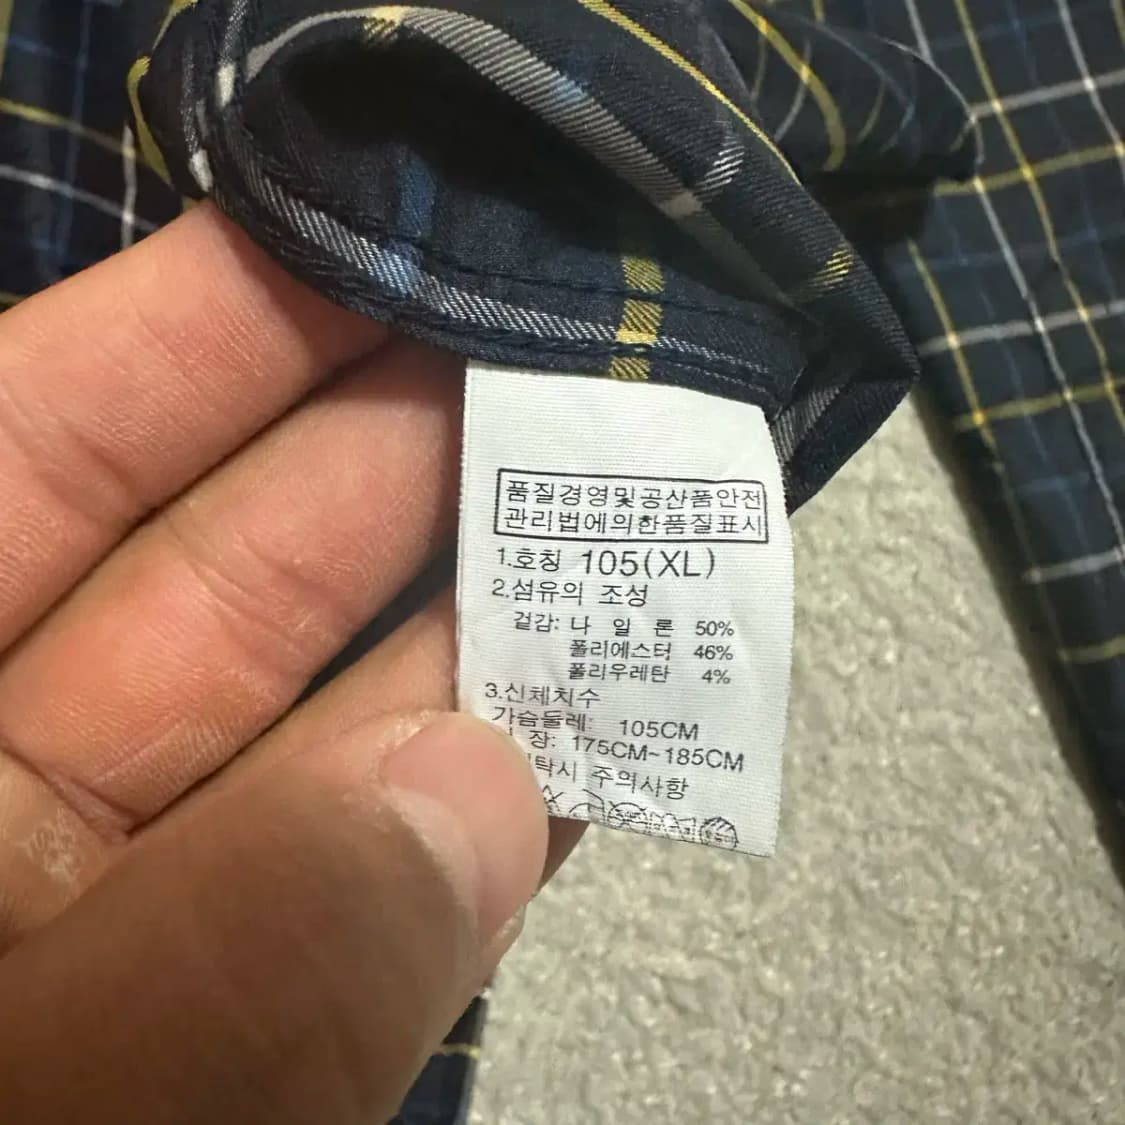 품질경영및공산품안전
관리법에의한품질표시
1.호칭 105(XL)
2.섬유의 조성
겉감: 나 일 론 50%
폴리에스터 46%
폴리우레탄 4%
3.신체치수
가슴둘레: 105CM
장: 175CM~185CM
탁시 주의사항